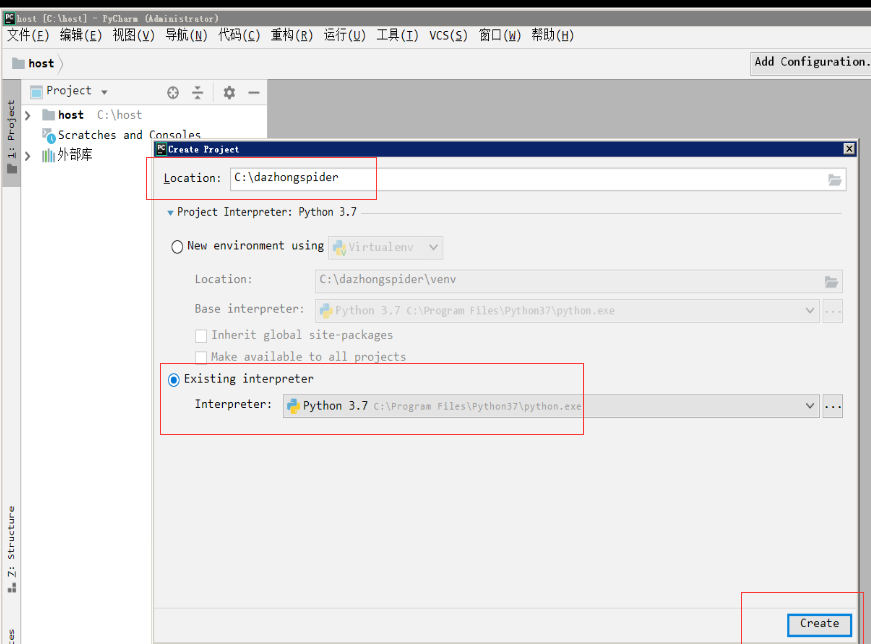 host [C:\host] - PyCharm (Administrator)
文件(F) 编辑(E) 视图(V) 导航(N) 代码(C) 重构(R) 运行(U) 工具(T) VCS(S) 窗口(W) 帮助(H)
host
Add Configuration.
Project
1: Project
host C:\host
Scratches and Consoles
外部库
Create Project
Location: C:\dazhongspider
Project Interpreter: Python 3.7
New environment using Virtualenv
Location: C:\dazhongspider\venv
Base interpreter: Python 3.7 C:\Program Files\Python37\python.exe ...
Inherit global site-packages
Make available to all projects
Existing interpreter
Interpreter: Python 3.7 C:\Program Files\Python37\python.exe ...
Z: Structure
Create